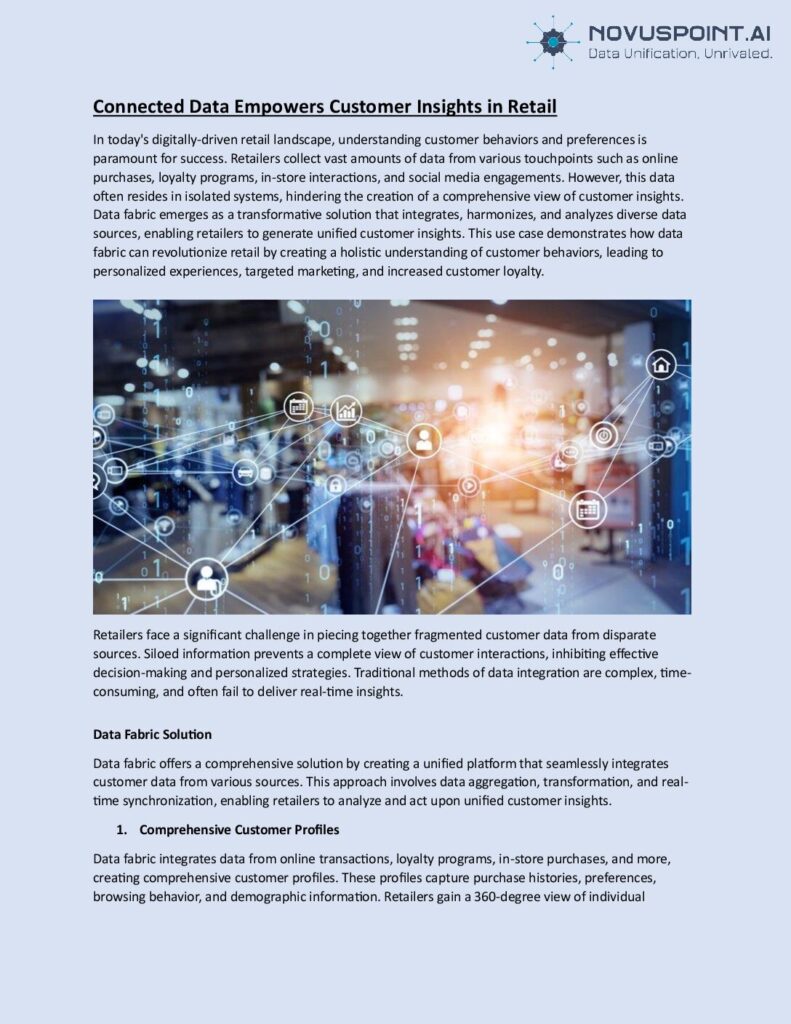 NOVUSPOINT.AI
Data Unification, Unrivaled.
Connected Data Empowers Customer Insights in Retail
In today's digitally-driven retail landscape, understanding customer behaviors and preferences is
paramount for success. Retailers collect vast amounts of data from various touchpoints such as online
purchases, loyalty programs, in-store interactions, and social media engagements. However, this data
often resides in isolated systems, hindering the creation of a comprehensive view of customer insights.
Data fabric emerges as a transformative solution that integrates, harmonizes, and analyzes diverse data
sources, enabling retailers to generate unified customer insights. This use case demonstrates how data
fabric can revolutionize retail by creating a holistic understanding of customer behaviors, leading to
personalized experiences, targeted marketing, and increased customer loyalty.
Retailers face a significant challenge in piecing together fragmented customer data from disparate
sources. Siloed information prevents a complete view of customer interactions, inhibiting effective
decision-making and personalized strategies. Traditional methods of data integration are complex, time-
consuming, and often fail to deliver real-time insights.
Data Fabric Solution
Data fabric offers a comprehensive solution by creating a unified platform that seamlessly integrates
customer data from various sources. This approach involves data aggregation, transformation, and real-
time synchronization, enabling retailers to analyze and act upon unified customer insights.
1. Comprehensive Customer Profiles
Data fabric integrates data from online transactions, loyalty programs, in-store purchases, and more,
creating comprehensive customer profiles. These profiles capture purchase histories, preferences,
browsing behavior, and demographic information. Retailers gain a 360-degree view of individual